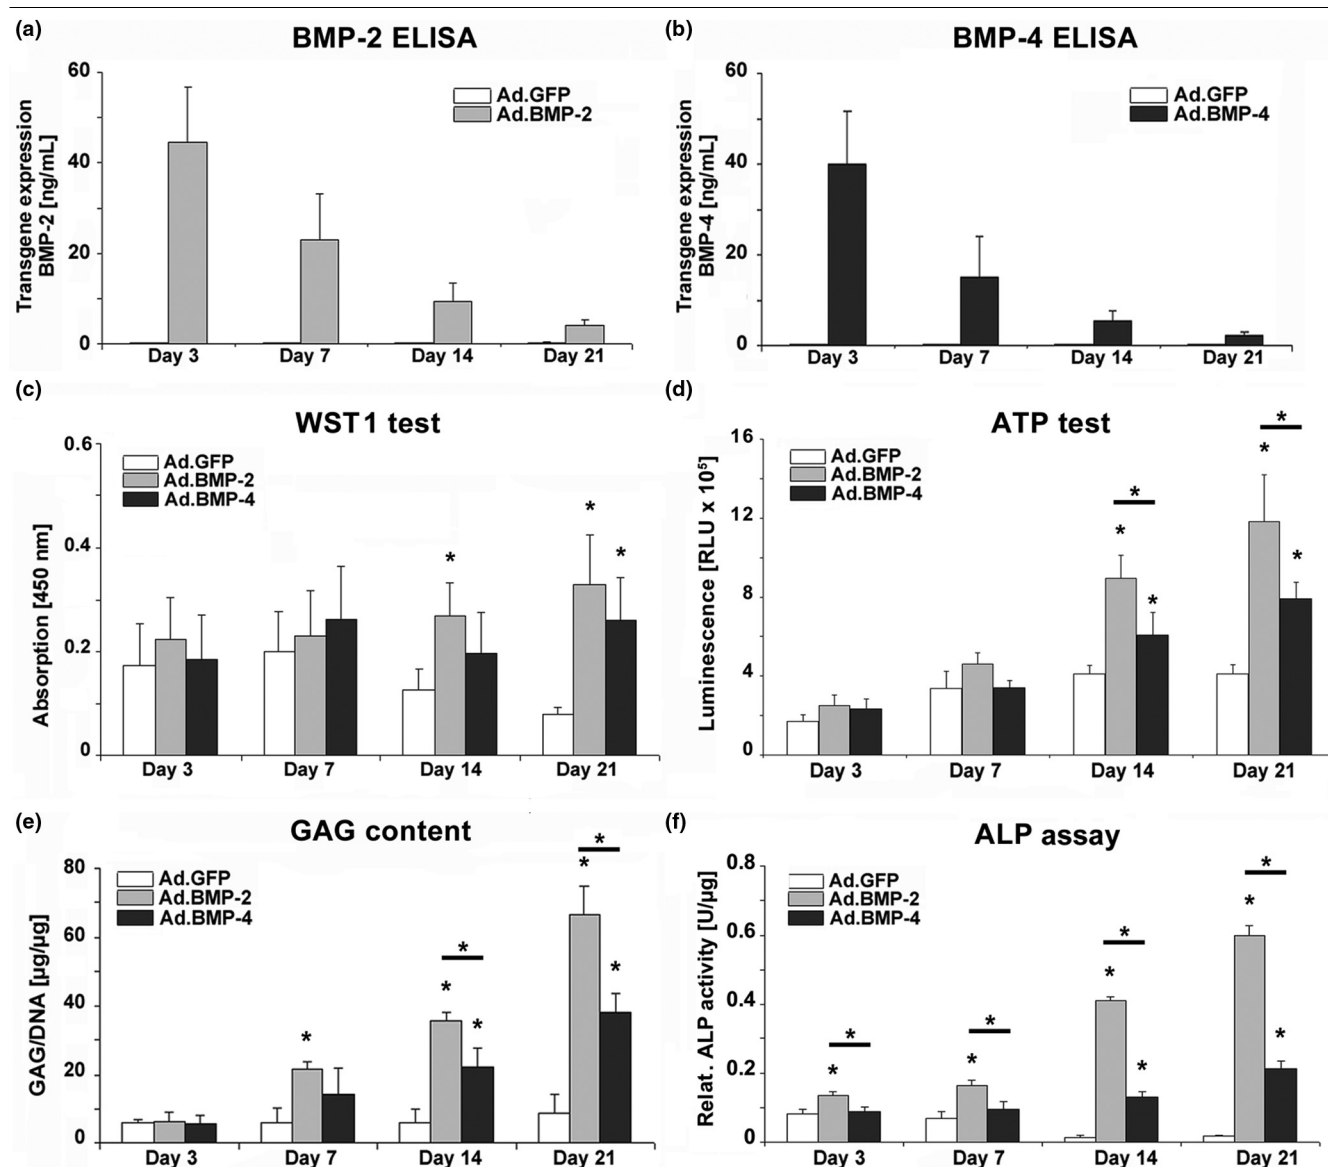 (a)
BMP-2 ELISA
Transgene expression
BMP-2 [ng/mL]
60
40
20
0
Ad.GFP
Ad.BMP-2
Day 3 Day 7 Day 14 Day 21
(b)
BMP-4 ELISA
Transgene expression
BMP-4 [ng/mL]
60
40
20
0
Ad.GFP
Ad.BMP-4
Day 3 Day 7 Day 14 Day 21
(c)
WST1 test
Absorption [450 nm]
0.6
0.4
0.2
0
Ad.GFP
Ad.BMP-2
Ad.BMP-4
*
*
*
Day 3 Day 7 Day 14 Day 21
(d)
ATP test
Luminescence [RLU x 10⁵]
16
12
8
4
0
Ad.GFP
Ad.BMP-2
Ad.BMP-4
*
*
*
*
*
*
Day 3 Day 7 Day 14 Day 21
(e)
GAG content
GAG/DNA [µg/µg]
80
60
40
20
0
Ad.GFP
Ad.BMP-2
Ad.BMP-4
*
*
*
*
*
*
*
Day 3 Day 7 Day 14 Day 21
(f)
ALP assay
Relat. ALP activity [U/µg]
0.8
0.6
0.4
0.2
0
Ad.GFP
Ad.BMP-2
Ad.BMP-4
*
*
*
*
*
*
*
*
*
*
Day 3 Day 7 Day 14 Day 21